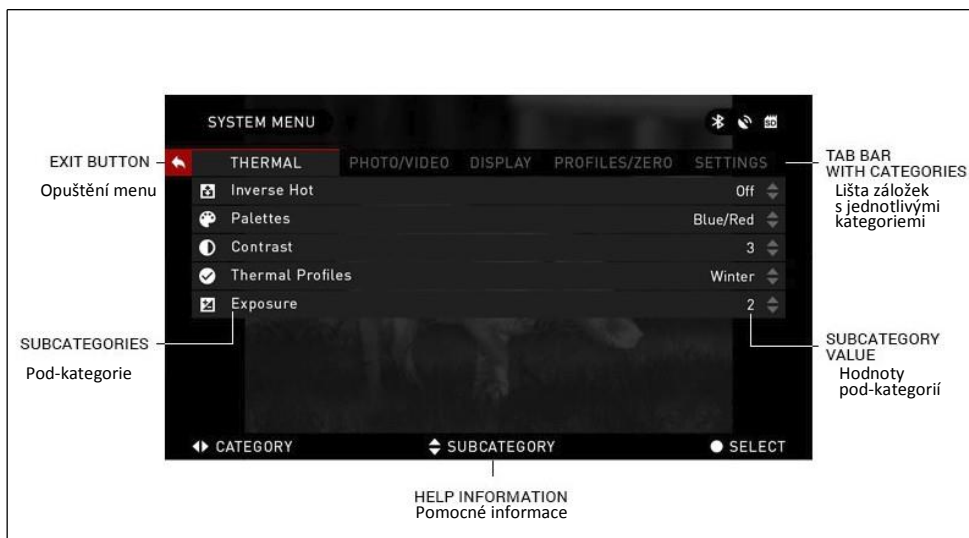 SYSTEM MENU
SD
EXIT BUTTON
Opuštění menu
THERMAL PHOTO/VIDEO DISPLAY PROFILES/ZERO SETTINGS
TAB BAR
WITH CATEGORIES
Lišta záložek
s jednotlivými
kategoriemi
Inverse Hot Off
Palettes Blue/Red
Contrast 3
Thermal Profiles Winter
Exposure 2
SUBCATEGORIES
Pod-kategorie
SUBCATEGORY
VALUE
Hodnoty
pod-kategorií
CATEGORY SUBCATEGORY SELECT
HELP INFORMATION
Pomocné informace